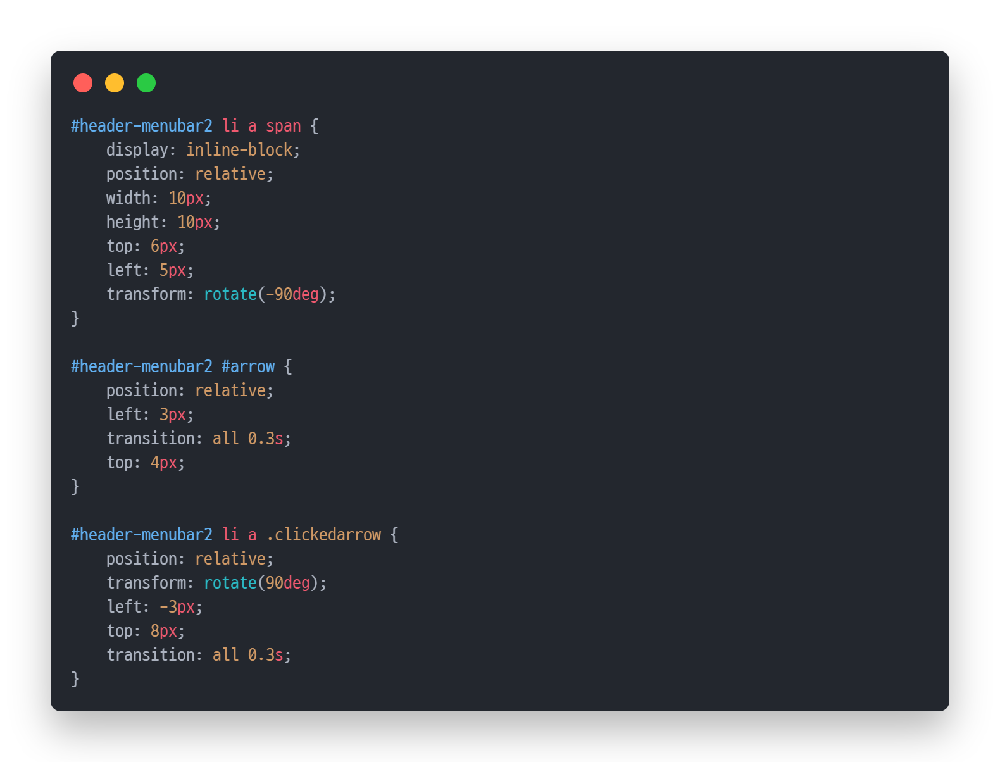 #header-menubar2 li a span {
    display: inline-block;
    position: relative;
    width: 10px;
    height: 10px;
    top: 6px;
    left: 5px;
    transform: rotate(-90deg);
}

#header-menubar2 #arrow {
    position: relative;
    left: 3px;
    transition: all 0.3s;
    top: 4px;
}

#header-menubar2 li a .clickedarrow {
    position: relative;
    transform: rotate(90deg);
    left: -3px;
    top: 8px;
    transition: all 0.3s;
}